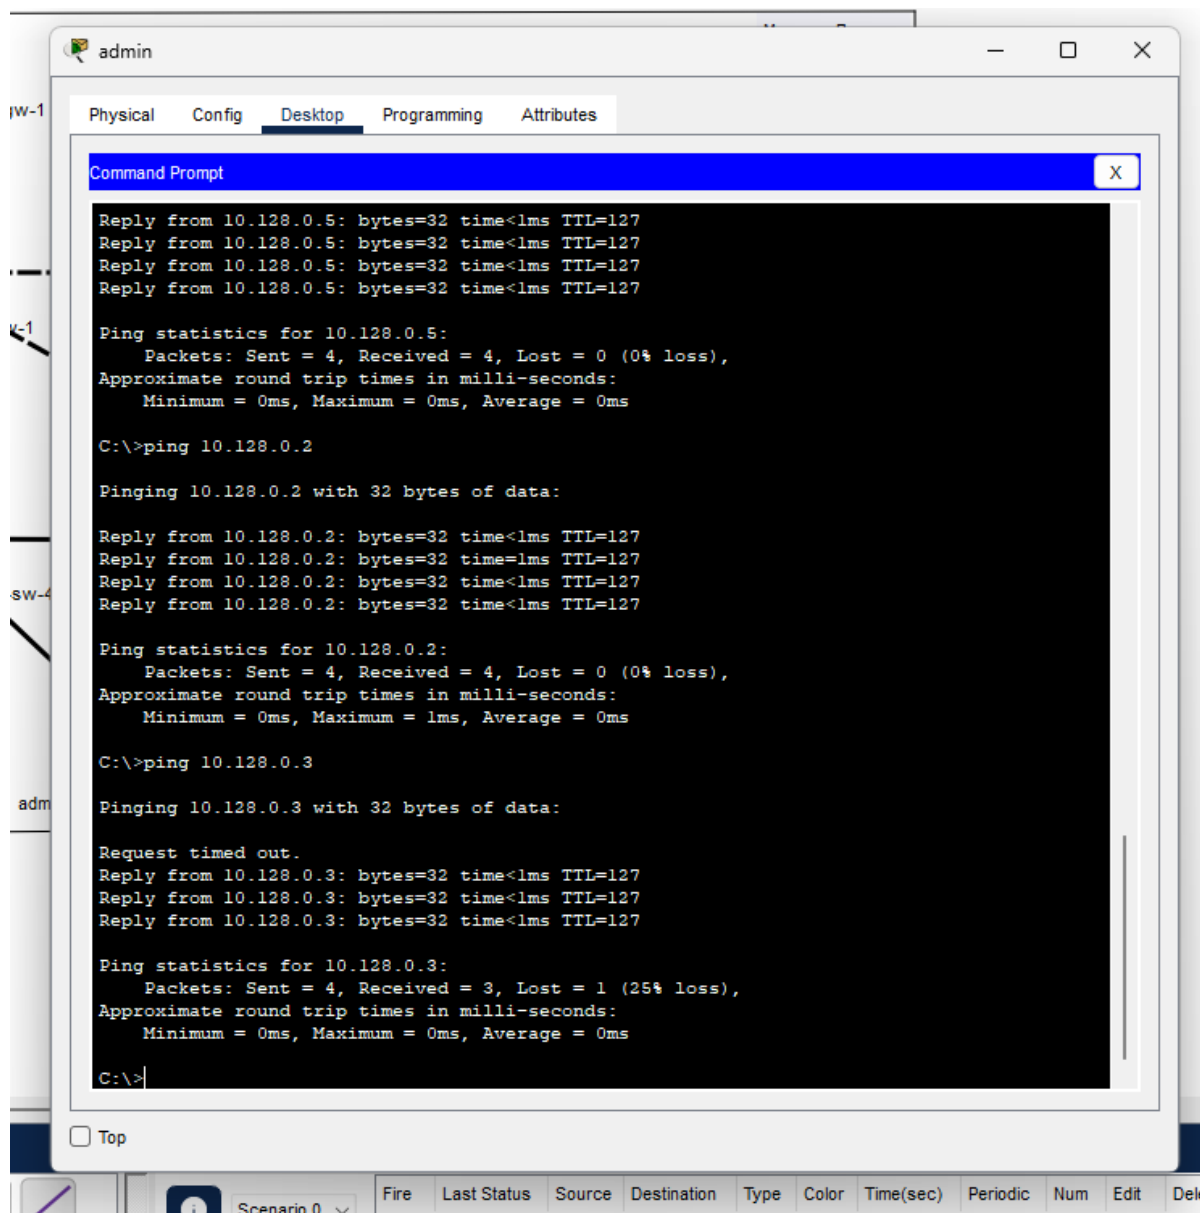 admin
gw-1
Physical Config Desktop Programming Attributes
Command Prompt X
Reply from 10.128.0.5: bytes=32 time<1ms TTL=127
Reply from 10.128.0.5: bytes=32 time<1ms TTL=127
Reply from 10.128.0.5: bytes=32 time<1ms TTL=127
Reply from 10.128.0.5: bytes=32 time<1ms TTL=127
Ping statistics for 10.128.0.5:
Packets: Sent = 4, Received = 4, Lost = 0 (0% loss),
Approximate round trip times in milli-seconds:
Minimum = 0ms, Maximum = 0ms, Average = 0ms
C:\>ping 10.128.0.2
Pinging 10.128.0.2 with 32 bytes of data:
Reply from 10.128.0.2: bytes=32 time<1ms TTL=127
Reply from 10.128.0.2: bytes=32 time=1ms TTL=127
Reply from 10.128.0.2: bytes=32 time<1ms TTL=127
Reply from 10.128.0.2: bytes=32 time<1ms TTL=127
-sw-4
Ping statistics for 10.128.0.2:
Packets: Sent = 4, Received = 4, Lost = 0 (0% loss),
Approximate round trip times in milli-seconds:
Minimum = 0ms, Maximum = 1ms, Average = 0ms
C:\>ping 10.128.0.3
adm
Pinging 10.128.0.3 with 32 bytes of data:
Request timed out.
Reply from 10.128.0.3: bytes=32 time<1ms TTL=127
Reply from 10.128.0.3: bytes=32 time<1ms TTL=127
Reply from 10.128.0.3: bytes=32 time<1ms TTL=127
Ping statistics for 10.128.0.3:
Packets: Sent = 4, Received = 3, Lost = 1 (25% loss),
Approximate round trip times in milli-seconds:
Minimum = 0ms, Maximum = 0ms, Average = 0ms
C:\>
Top
Scenario 0
Fire Last Status Source Destination Type Color Time(sec) Periodic Num Edit